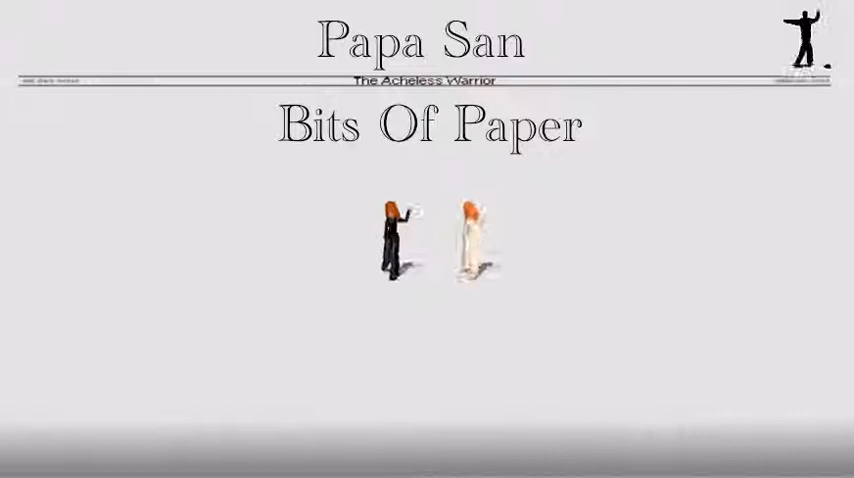 Papa San
The Acheless Warrior
Bits Of Paper